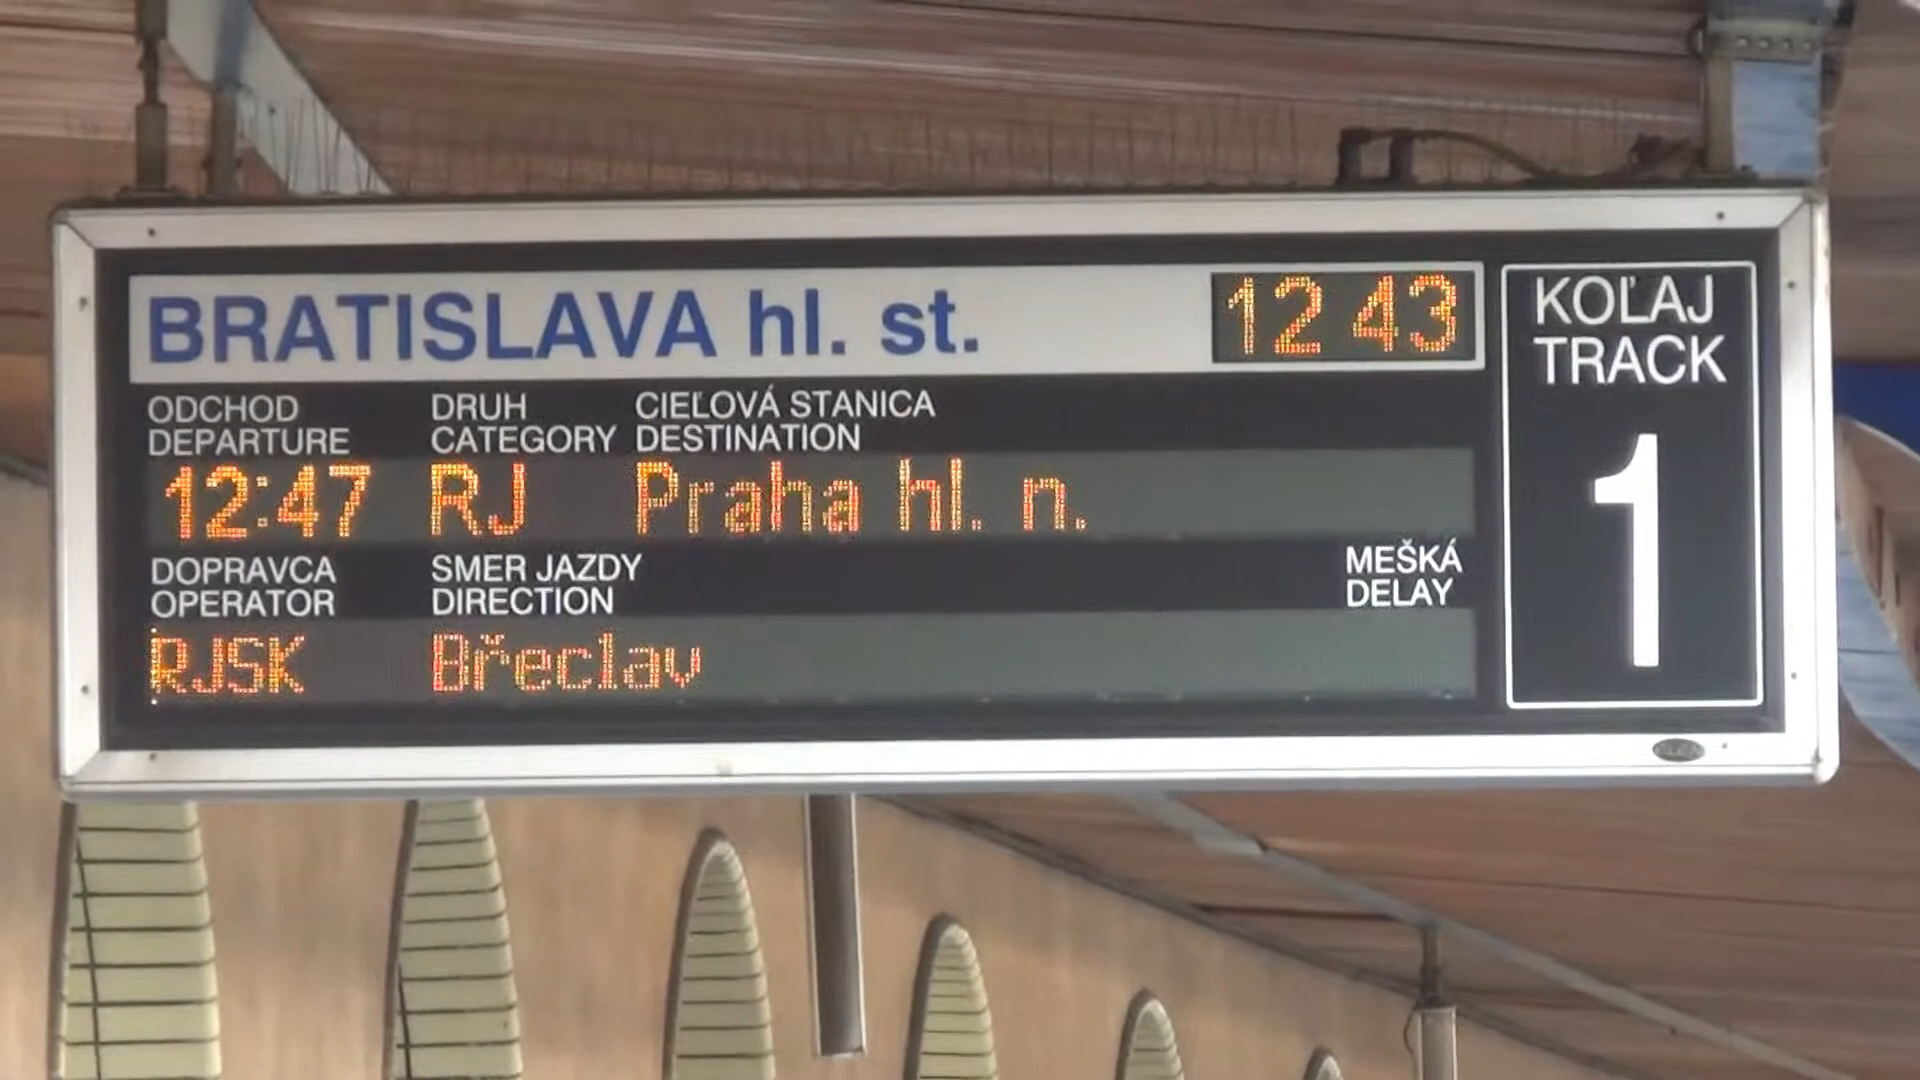 BRATISLAVA hl. st. 12 43
KOĽAJ
TRACK
1
ODCHOD DRUH CIEĽOVÁ STANICA
DEPARTURE CATEGORY DESTINATION
12:47 RJ Praha hl. n.
DOPRAVCA SMER JAZDY MEŠKÁ
OPERATOR DIRECTION DELAY
RJSK Břeclav